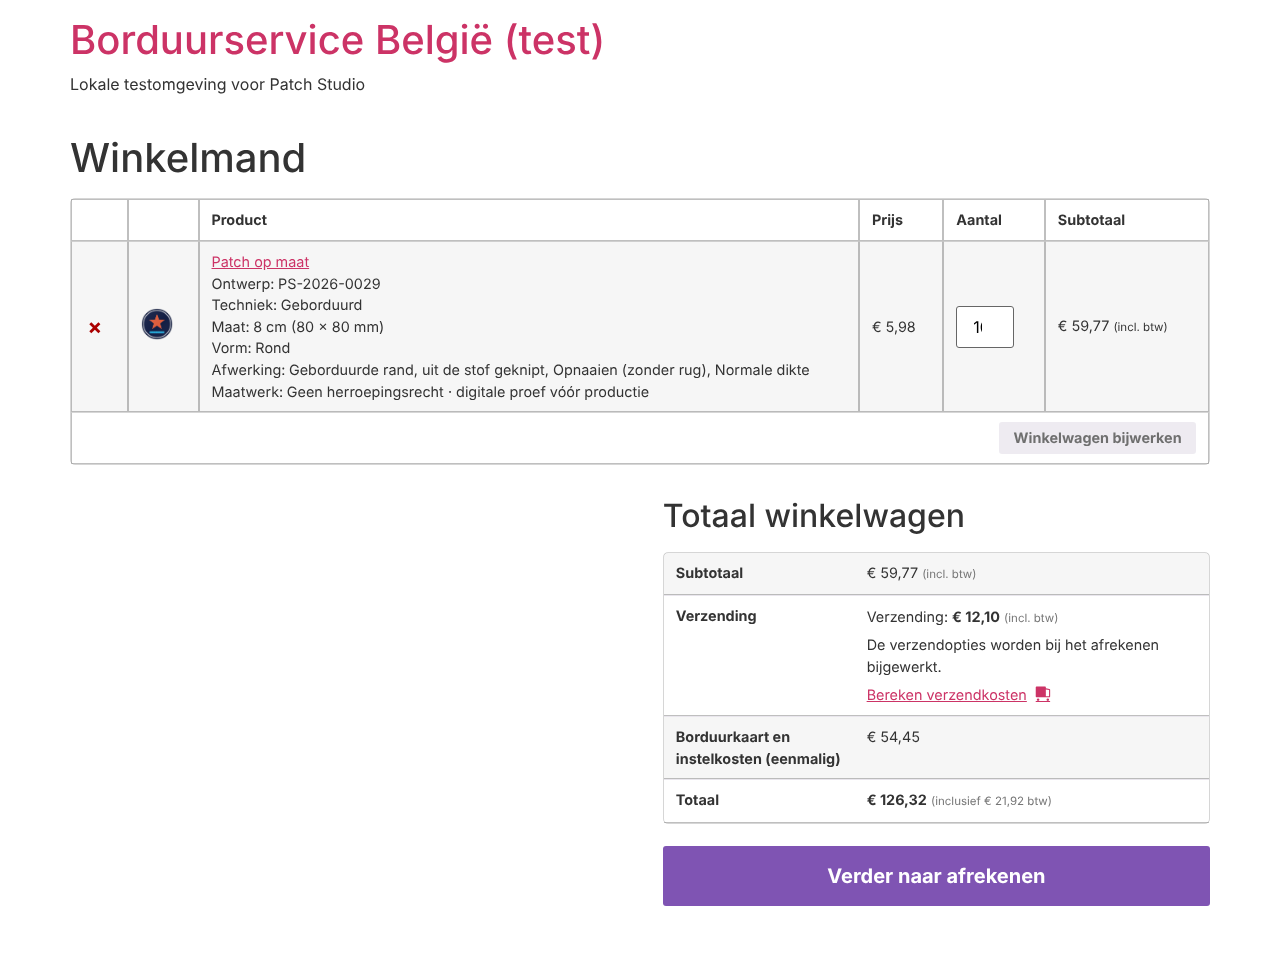 Borduurservice België (test)
Lokale testomgeving voor Patch Studio
Winkelmand
Product Prijs Aantal Subtotaal
Patch op maat
Ontwerp: PS-2026-0029
Techniek: Geborduurd
Maat: 8 cm (80 × 80 mm)
Vorm: Rond
Afwerking: Geborduurde rand, uit de stof geknipt, Opnaaien (zonder rug), Normale dikte
Maatwerk: Geen herroepingsrecht · digitale proef vóór productie
× € 5,98 € 59,77 (incl. btw)
Winkelwagen bijwerken
Totaal winkelwagen
Subtotaal € 59,77 (incl. btw)
Verzending Verzending: € 12,10 (incl. btw)
De verzendopties worden bij het afrekenen
bijgewerkt.
Bereken verzendkosten
Borduurkaart en € 54,45
instelkosten (eenmalig)
Totaal € 126,32 (inclusief € 21,92 btw)
Verder naar afrekenen